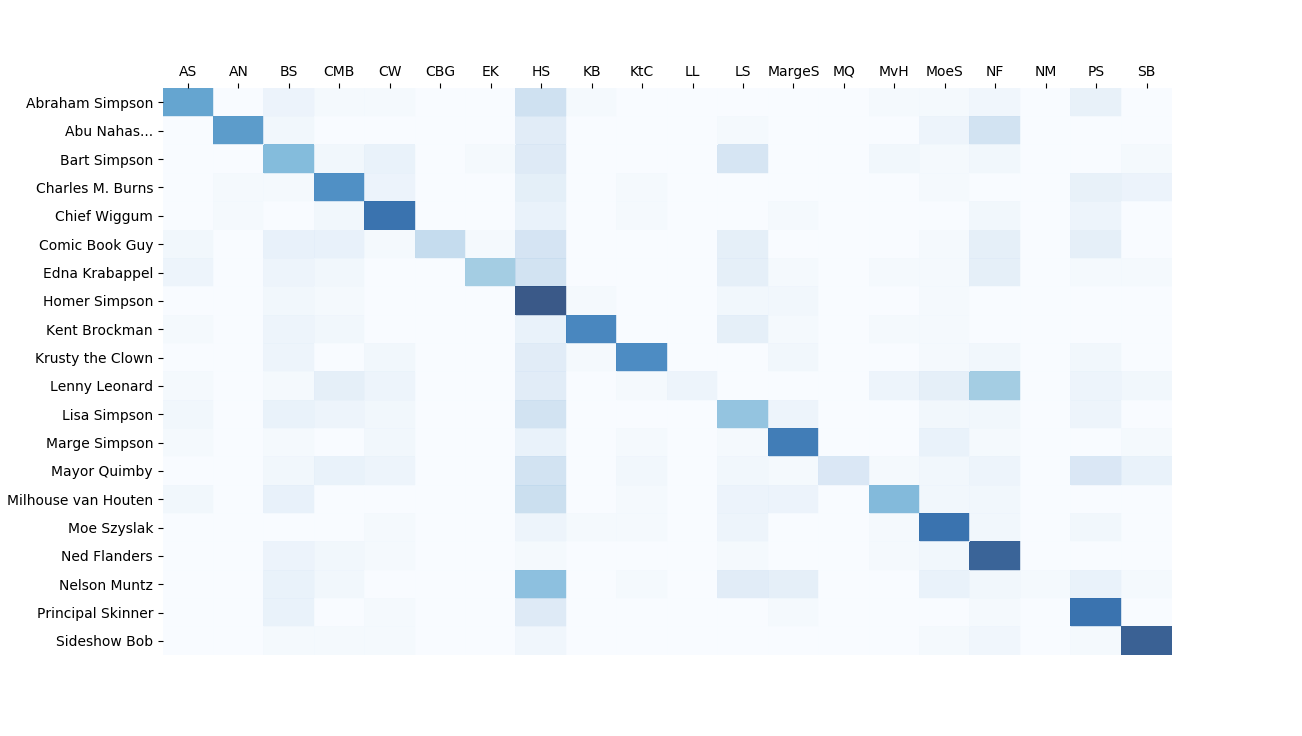 AS AN BS CMB CW CBG EK HS KB KtC LL LS MargeS MQ MvH MoeS NF NM PS SB
Abraham Simpson
Abu Nahas...
Bart Simpson
Charles M. Burns
Chief Wiggum
Comic Book Guy
Edna Krabappel
Homer Simpson
Kent Brockman
Krusty the Clown
Lenny Leonard
Lisa Simpson
Marge Simpson
Mayor Quimby
Milhouse van Houten
Moe Szyslak
Ned Flanders
Nelson Muntz
Principal Skinner
Sideshow Bob